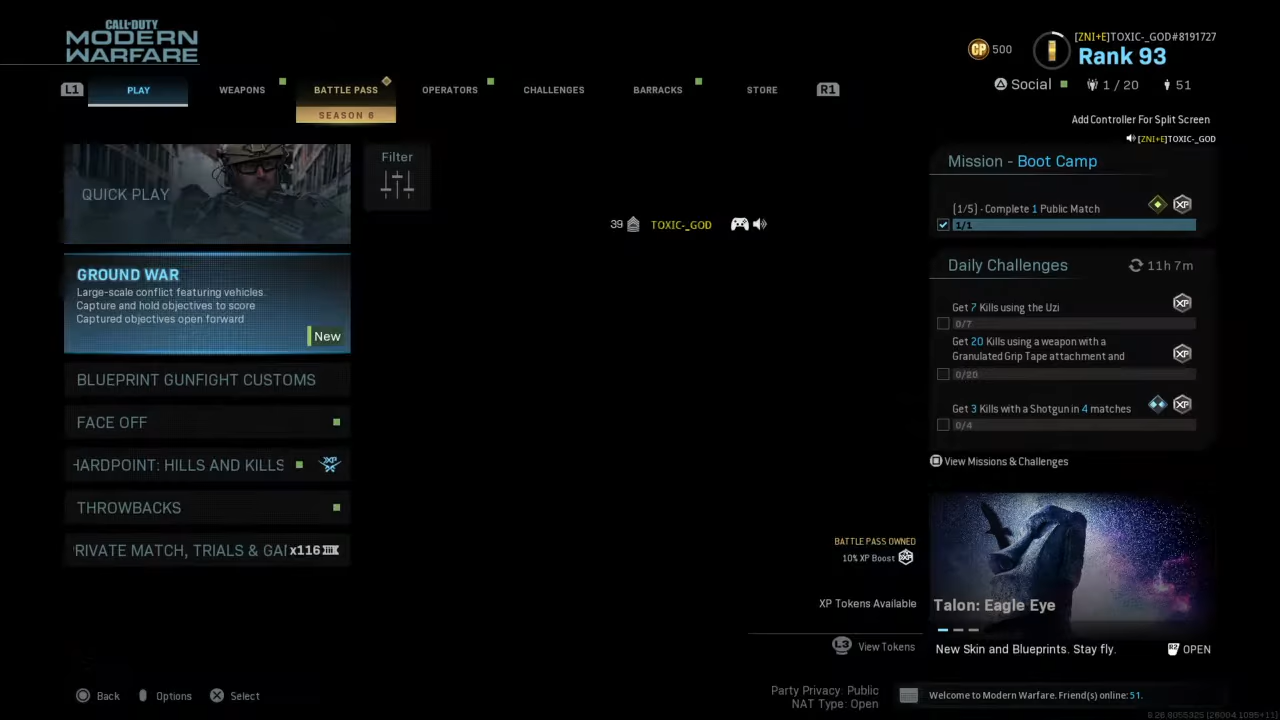 CALL OF DUTY
MODERN
WARFARE
L1
PLAY
WEAPONS
BATTLE PASS
SEASON 6
OPERATORS
CHALLENGES
BARRACKS
STORE
R1
CP 500
[ZNI+E]TOXIC-_GOD#8191727
Rank 93
Social
1 / 20
51
Add Controller For Split Screen
[ZNI+E]TOXIC-_GOD
QUICK PLAY
Filter
39 TOXIC-_GOD
GROUND WAR
Large-scale conflict featuring vehicles.
Capture and hold objectives to score
Captured objectives open forward
New
BLUEPRINT GUNFIGHT CUSTOMS
FACE OFF
HARDPOINT: HILLS AND KILLS
XP
THROWBACKS
RIVATE MATCH, TRIALS & GA
x116
Mission - Boot Camp
(1/5) - Complete 1 Public Match
XP
1/1
Daily Challenges
11h 7m
Get 7 Kills using the Uzi
XP
0/7
Get 20 Kills using a weapon with a
Granulated Grip Tape attachment and
XP
0/20
Get 3 Kills with a Shotgun in 4 matches
XP
0/4
View Missions & Challenges
BATTLE PASS OWNED
10% XP Boost
XP
XP Tokens Available
L3 View Tokens
Talon: Eagle Eye
New Skin and Blueprints. Stay fly.
R2 OPEN
Back
Options
Select
Party Privacy: Public
NAT Type: Open
Welcome to Modern Warfare. Friend(s) online: 51.